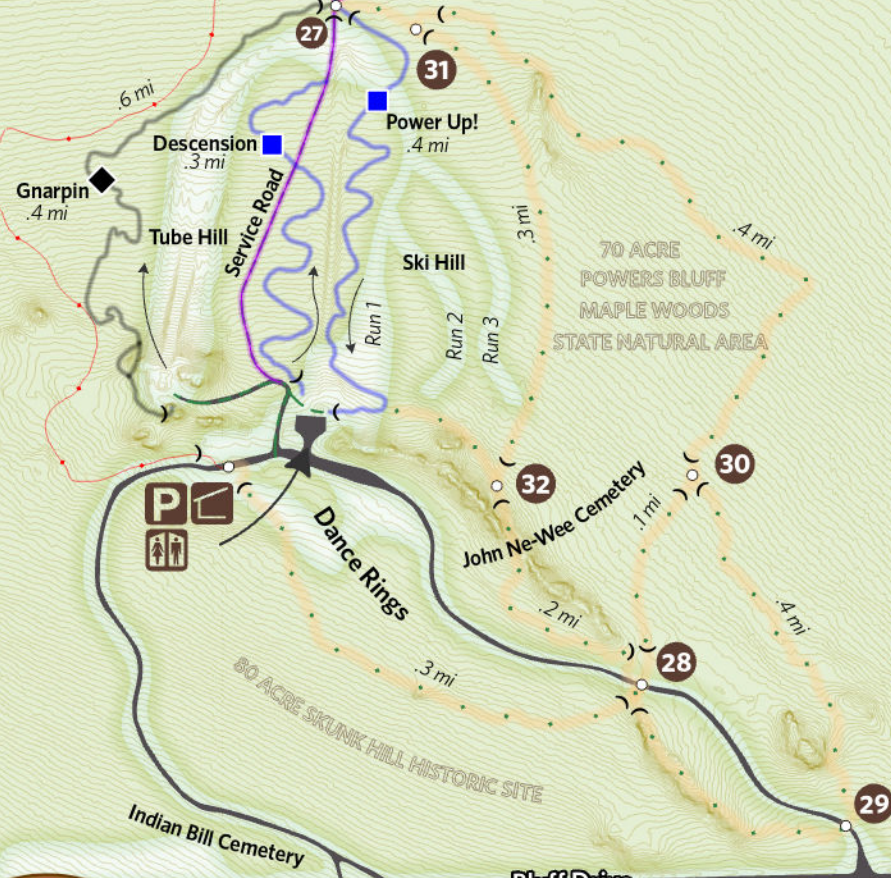 27
31
.6 mi
Power Up!
.4 mi
Descension
.3 mi
Gnarpin
.4 mi
Service Road
.3 mi
.4 mi
Tube Hill
70 ACRE
POWERS BLUFF
MAPLE WOODS
STATE NATURAL AREA
Ski Hill
Run 1
Run 2
Run 3
32
30
P
John Ne-Wee Cemetery
.1 mi
Dance Rings
.2 mi
.4 mi
28
.3 mi
80 ACRE SKUNK HILL HISTORIC SITE
29
Indian Bill Cemetery